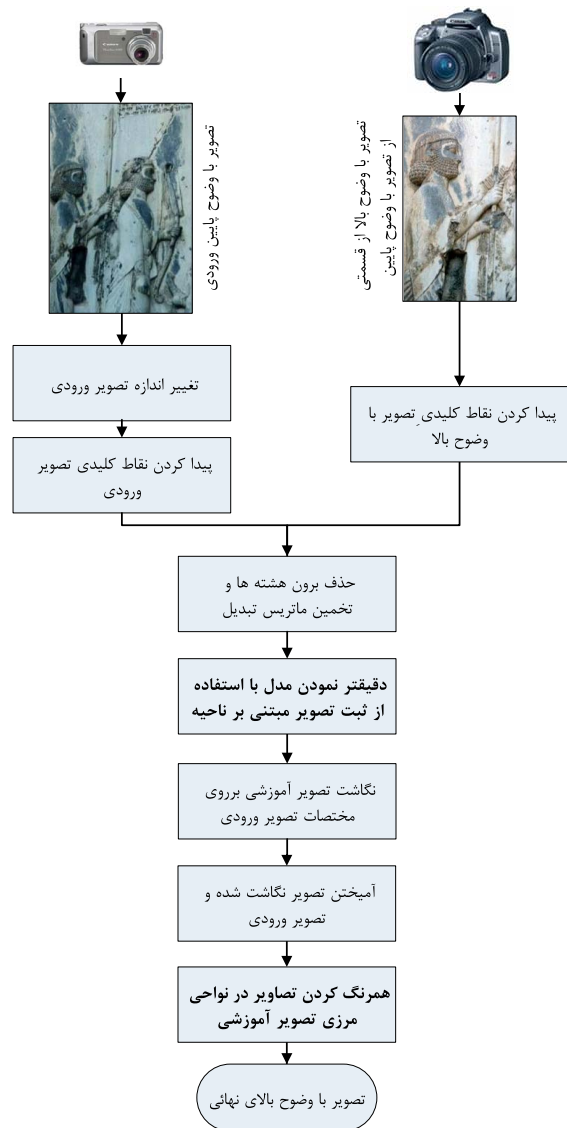 Canon
تصویر با وضوح پایین ورودی
تصویر با وضوح بالا از قسمتی
از تصویر با وضوح پایین
تغییر اندازه تصویر ورودی
پیدا کردن نقاط کلیدی تصویر
ورودی
پیدا کردن نقاط کلیدی ِتصویر با
وضوح بالا
حذف برون هشته ها و
تخمین ماتریس تبدیل
دقیقتر نمودن مدل با استفاده
از ثبت تصویر مبتنی بر ناحیه
نگاشت تصویر آموزشی برروی
مختصات تصویر ورودی
آمیختن تصویر نگاشت شده و
تصویر ورودی
همرنگ کردن تصاویر در نواحی
مرزی تصویر آموزشی
تصویر با وضوح بالای نهائی